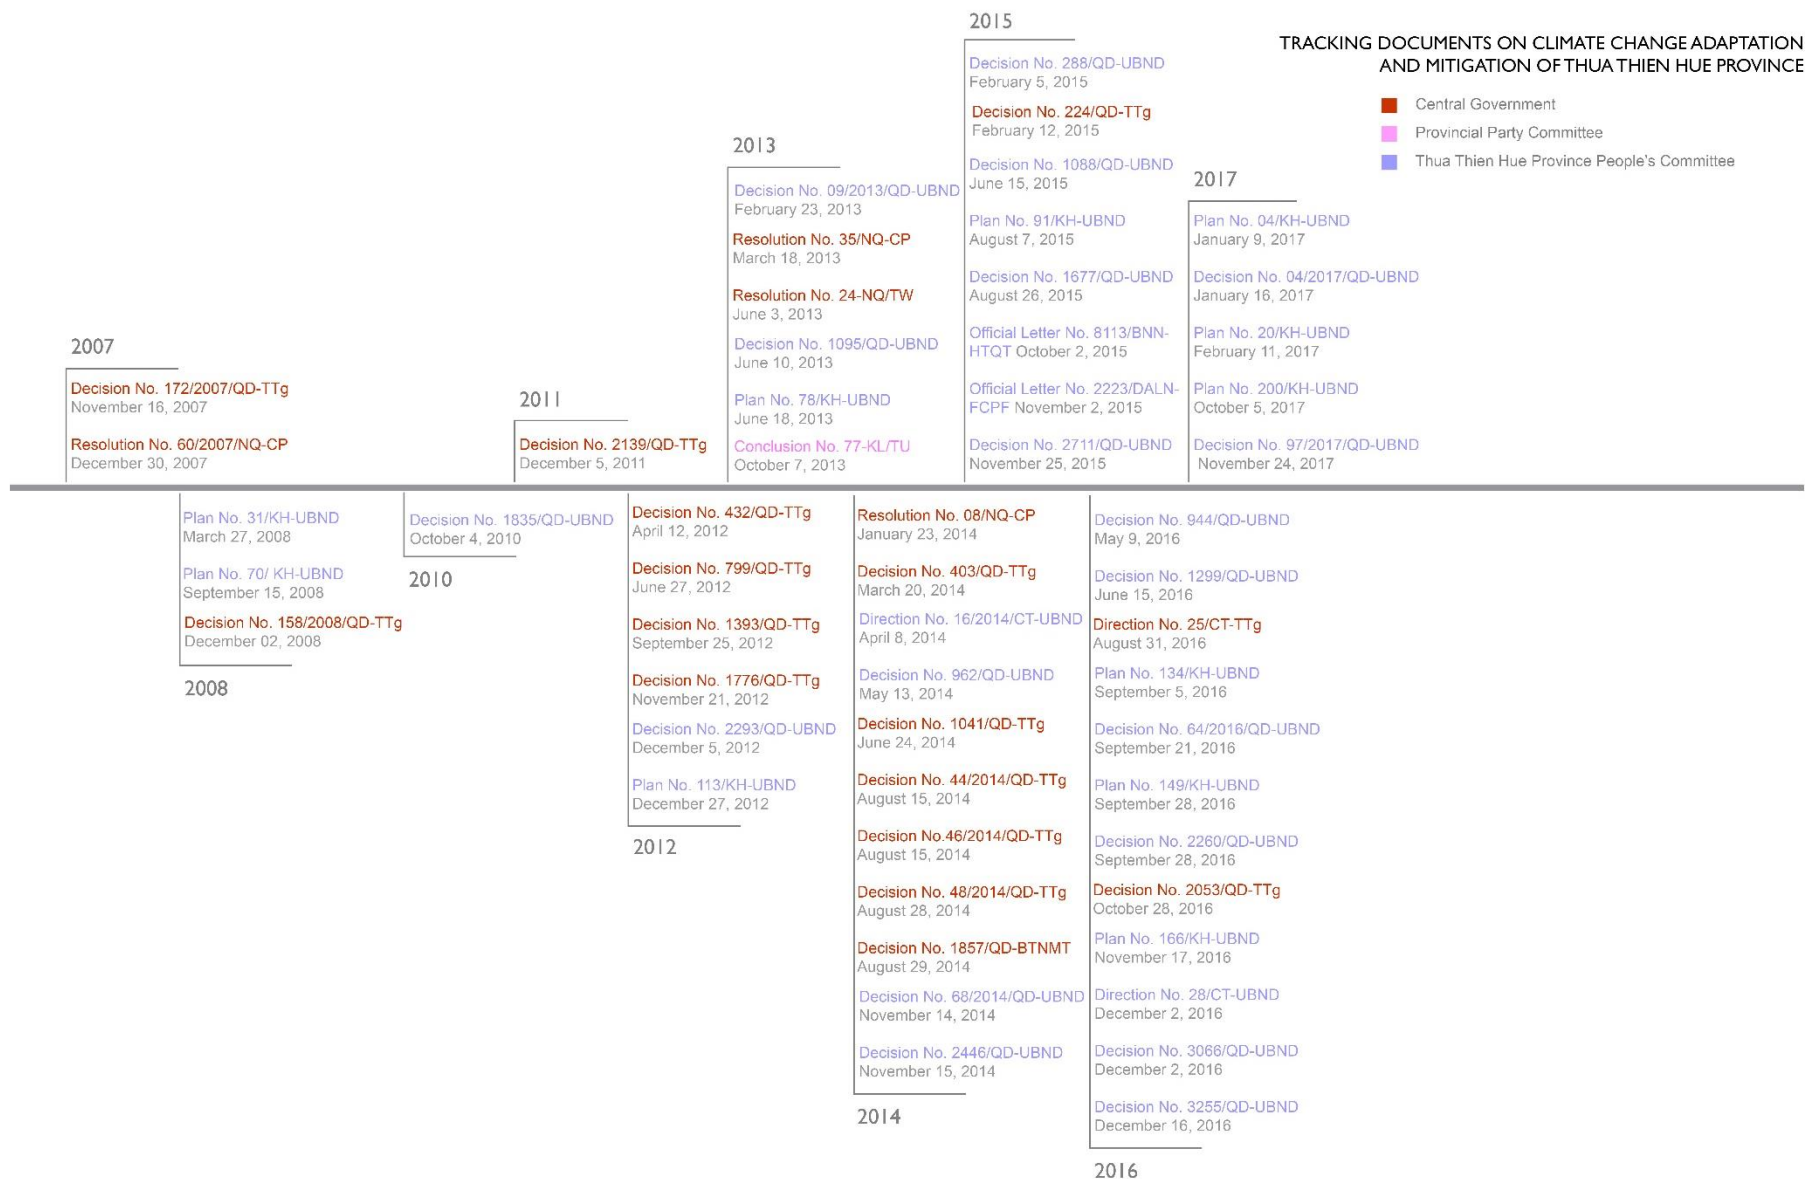 TRACKING DOCUMENTS ON CLIMATE CHANGE ADAPTATION
AND MITIGATION OF THUA THIEN HUE PROVINCE
Central Government
Provincial Party Committee
Thua Thien Hue Province People's Committee
2007
Decision No. 172/2007/QD-TTg
November 16, 2007
Resolution No. 60/2007/NQ-CP
December 30, 2007
Plan No. 31/KH-UBND
March 27, 2008
Plan No. 70/ KH-UBND
September 15, 2008
Decision No. 158/2008/QD-TTg
December 02, 2008
2008
Decision No. 1835/QD-UBND
October 4, 2010
2010
2011
Decision No. 2139/QD-TTg
December 5, 2011
Decision No. 432/QD-TTg
April 12, 2012
Decision No. 799/QD-TTg
June 27, 2012
Decision No. 1393/QD-TTg
September 25, 2012
Decision No. 1776/QD-TTg
November 21, 2012
Decision No. 2293/QD-UBND
December 5, 2012
Plan No. 113/KH-UBND
December 27, 2012
2012
2013
Decision No. 09/2013/QD-UBND
February 23, 2013
Resolution No. 35/NQ-CP
March 18, 2013
Resolution No. 24-NQ/TW
June 3, 2013
Decision No. 1095/QD-UBND
June 10, 2013
Plan No. 78/KH-UBND
June 18, 2013
Conclusion No. 77-KL/TU
October 7, 2013
Resolution No. 08/NQ-CP
January 23, 2014
Decision No. 403/QD-TTg
March 20, 2014
Direction No. 16/2014/CT-UBND
April 8, 2014
Decision No. 962/QD-UBND
May 13, 2014
Decision No. 1041/QD-TTg
June 24, 2014
Decision No. 44/2014/QD-TTg
August 15, 2014
Decision No.46/2014/QD-TTg
August 15, 2014
Decision No. 48/2014/QD-TTg
August 28, 2014
Decision No. 1857/QD-BTNMT
August 29, 2014
Decision No. 68/2014/QD-UBND
November 14, 2014
Decision No. 2446/QD-UBND
November 15, 2014
2014
2015
Decision No. 288/QD-UBND
February 5, 2015
Decision No. 224/QD-TTg
February 12, 2015
Decision No. 1088/QD-UBND
June 15, 2015
Plan No. 91/KH-UBND
August 7, 2015
Decision No. 1677/QD-UBND
August 26, 2015
Official Letter No. 8113/BNN-
HTQT October 2, 2015
Official Letter No. 2223/DALN-
FCPF November 2, 2015
Decision No. 2711/QD-UBND
November 25, 2015
Decision No. 944/QD-UBND
May 9, 2016
Decision No. 1299/QD-UBND
June 15, 2016
Direction No. 25/CT-TTg
August 31, 2016
Plan No. 134/KH-UBND
September 5, 2016
Decision No. 64/2016/QD-UBND
September 21, 2016
Plan No. 149/KH-UBND
September 28, 2016
Decision No. 2260/QD-UBND
September 28, 2016
Decision No. 2053/QD-TTg
October 28, 2016
Plan No. 166/KH-UBND
November 17, 2016
Direction No. 28/CT-UBND
December 2, 2016
Decision No. 3066/QD-UBND
December 2, 2016
Decision No. 3255/QD-UBND
December 16, 2016
2016
2017
Plan No. 04/KH-UBND
January 9, 2017
Decision No. 04/2017/QD-UBND
January 16, 2017
Plan No. 20/KH-UBND
February 11, 2017
Plan No. 200/KH-UBND
October 5, 2017
Decision No. 97/2017/QD-UBND
November 24, 2017